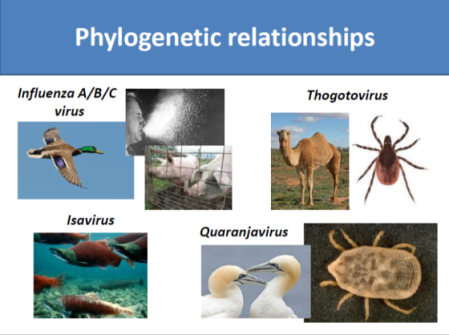 Phylogenetic relationships
Influenza A/B/C
virus
Thogotovirus
Isavirus
Quaranjavirus